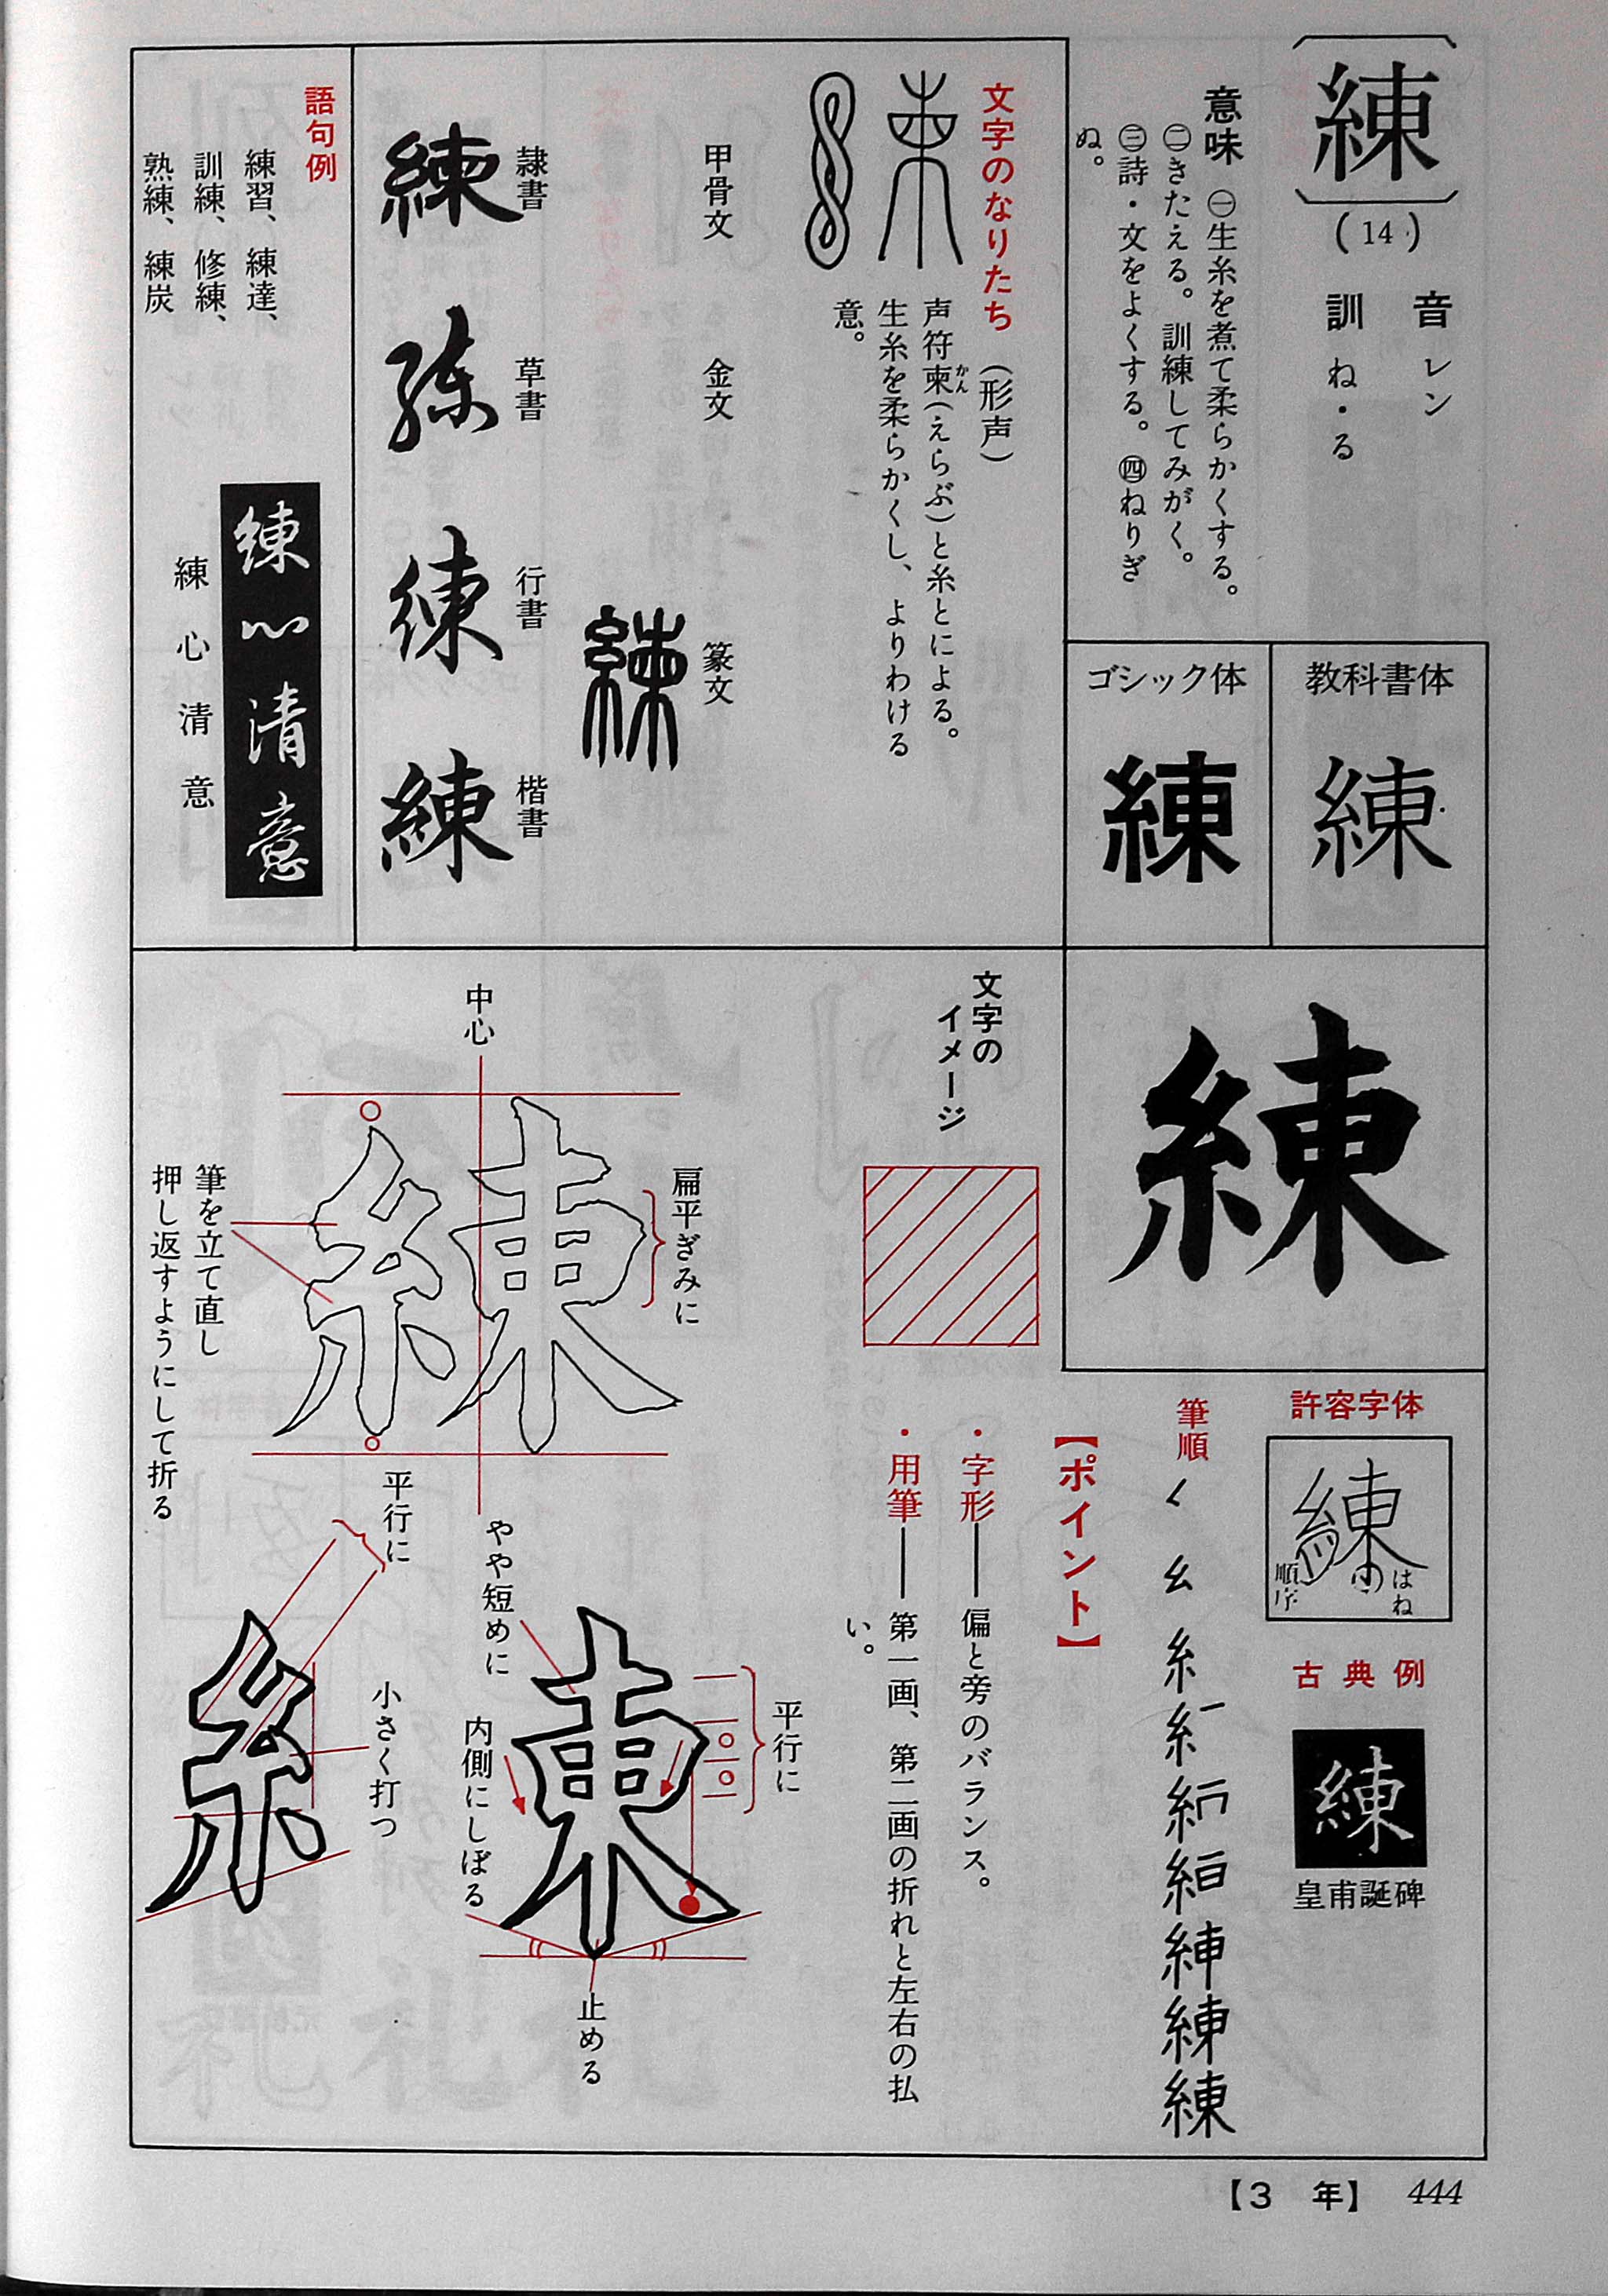 練
(14)
音 レン
訓 ね・る
意味 ㊀生糸を煮て柔らかくする。
㊁きたえる。訓練してみがく。
㊂詩・文をよくする。㊃ねりぎ
ぬ。
教科書体
練
ゴシック体
練
文字のなりたち(形声)
声符柬(えらぶ)と糸とによる。
かん
生糸を柔らかくし、よりわける
意。
甲骨文
金文
篆文
練
隷書
練
草書
練
行書
練
楷書
練
語句例
練習、練達、
訓練、修練、
熟練、練炭
練心清意
練心清意
練
許容字体
練
はね
順序
古典例
練
皇甫誕碑
筆順
【ポイント】
・字形――偏と旁のバランス。
・用筆――第一画、第二画の折れと左右の払
い。
文字の
イメージ
中心
扁平ぎみに
筆を立て直し
押し返すようにして折る
平行に
やや短めに
平行に
小さく打つ
内側にしぼる
止める
【3 年】 444